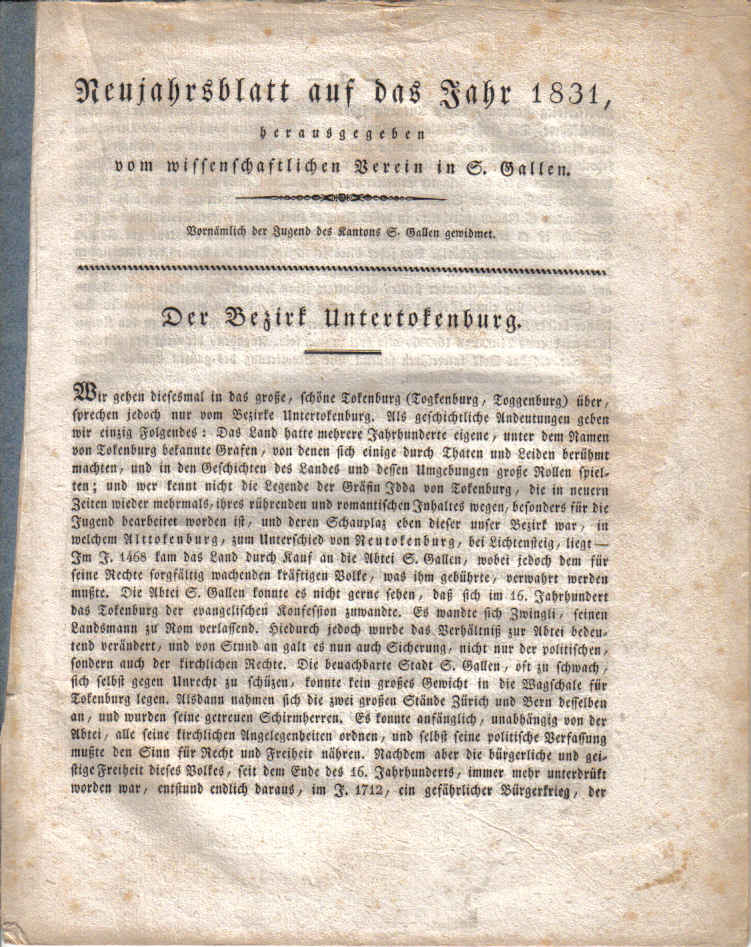 Neujahrsblatt auf das Jahr 1831,
herausgegeben
vom wissenschaftlichen Verein in S. Gallen.
Vornämlich der Jugend des Kantons S. Gallen gewidmet.
Der Bezirk Untertokenburg.
Wir gehen diesesmal in das große, schöne Tokenburg (Togkenburg, Toggenburg) über,
sprechen jedoch nur vom Bezirke Untertokenburg. Als geschichtliche Andeutungen geben
wir einzig Folgendes: Das Land hatte mehrere Jahrhunderte eigene, unter dem Namen
von Tokenburg bekannte Grafen, von denen sich einige durch Thaten und Leiden berühmt
machten, und in den Geschichten des Landes und dessen Umgebungen große Rollen spiel-
ten; und wer kennt nicht die Legende der Gräfin Idda von Tokenburg, die in neuern
Zeiten wieder mehrmals, ihres rührenden und romantischen Inhaltes wegen, besonders für die
Jugend bearbeitet worden ist, und deren Schauplaz eben dieser unser Bezirk war, in
welchem Alttokenburg, zum Unterschied von Neutokenburg, bei Lichtensteig, liegt —
Im J. 1468 kam das Land durch Kauf an die Abtei S. Gallen, wobei jedoch dem für
seine Rechte sorgfältig wachenden kräftigen Volke, was ihm gebührte, verwahrt werden
mußte. Die Abtei S. Gallen konnte es nicht gerne sehen, daß sich im 16. Jahrhundert
das Tokenburg der evangelischen Konfession zuwandte. Es wandte sich Zwingli, seinen
Landsmann zu Rom verlassend. Hiedurch jedoch wurde das Verhältniß zur Abtei bedeu-
tend verändert, und von Stund an galt es nun auch Sicherung, nicht nur der politischen,
sondern auch der kirchlichen Rechte. Die benachbarte Stadt S. Gallen, oft zu schwach,
sich selbst gegen Unrecht zu schüzen, konnte kein großes Gewicht in die Wagschale für
Tokenburg legen. Alsdann nahmen sich die zwei großen Stände Zürich und Bern desselben
an, und wurden seine getreuen Schirmherren. Es konnte anfänglich, unabhängig von der
Abtei, alle seine kirchlichen Angelegenheiten ordnen, und selbst seine politische Verfassung
mußte den Sinn für Recht und Freiheit nähren. Nachdem aber die bürgerliche und gei-
stige Freiheit dieses Volkes, seit dem Ende des 16. Jahrhunderts, immer mehr unterdrükt
worden war, entstund endlich daraus, im J. 1712, ein gefährlicher Bürgerkrieg, der